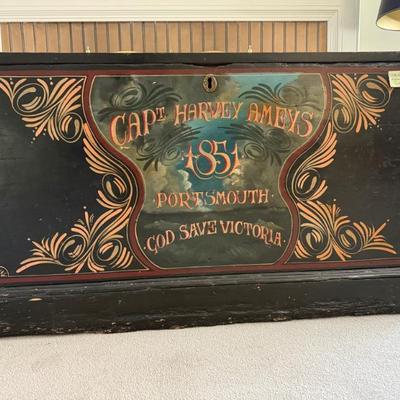 CAPT. HARVEY AMEYS
1851
· PORTSMOUTH ·
· GOD SAVE VICTORIA ·